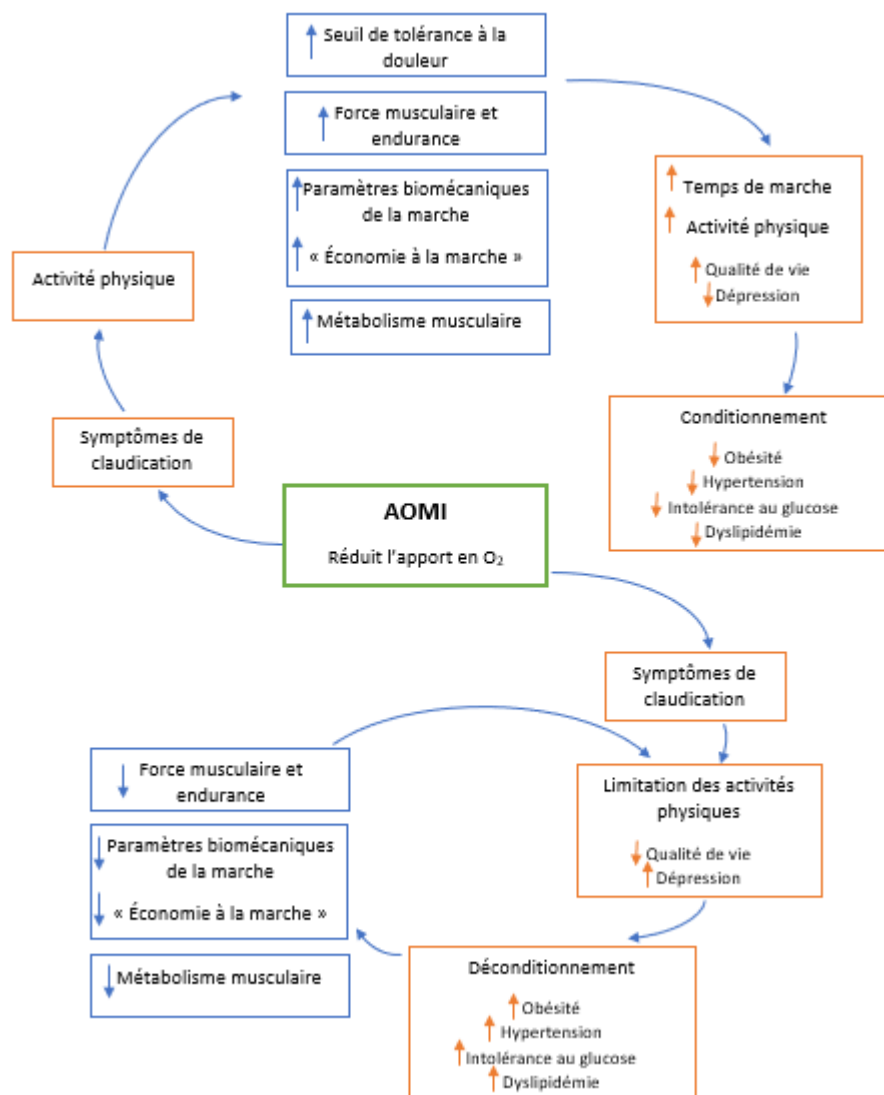 Seuil de tolérance à la
douleur
Force musculaire et
endurance
Paramètres biomécaniques
de la marche
« Économie à la marche »
Métabolisme musculaire
Temps de marche
Activité physique
Qualité de vie
Dépression
Activité physique
Conditionnement
Obésité
Hypertension
Intolérance au glucose
Dyslipidémie
Symptômes de
claudication
AOMI
Réduit l'apport en O₂
Symptômes de
claudication
Limitation des activités
physiques
Qualité de vie
Dépression
Force musculaire et
endurance
Paramètres biomécaniques
de la marche
« Économie à la marche »
Métabolisme musculaire
Déconditionnement
Obésité
Hypertension
Intolérance au glucose
Dyslipidémie